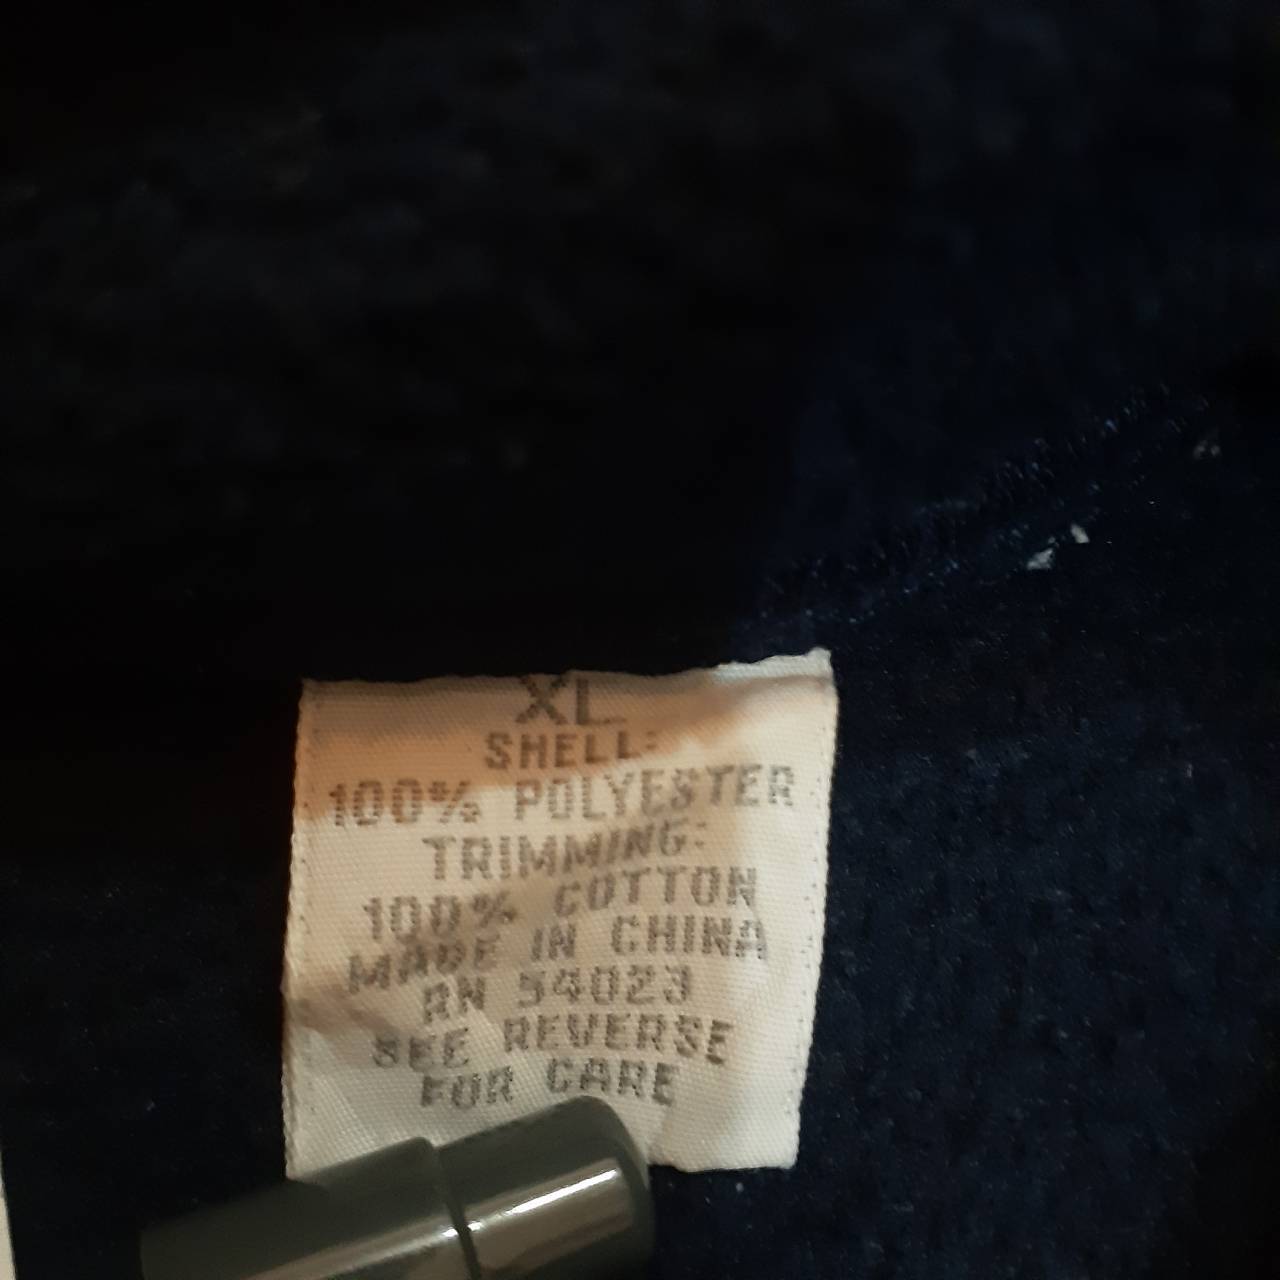 XL
SHELL:
100% POLYESTER
TRIMMING:
100% COTTON
MADE IN CHINA
RN 54023
SEE REVERSE
FOR CARE